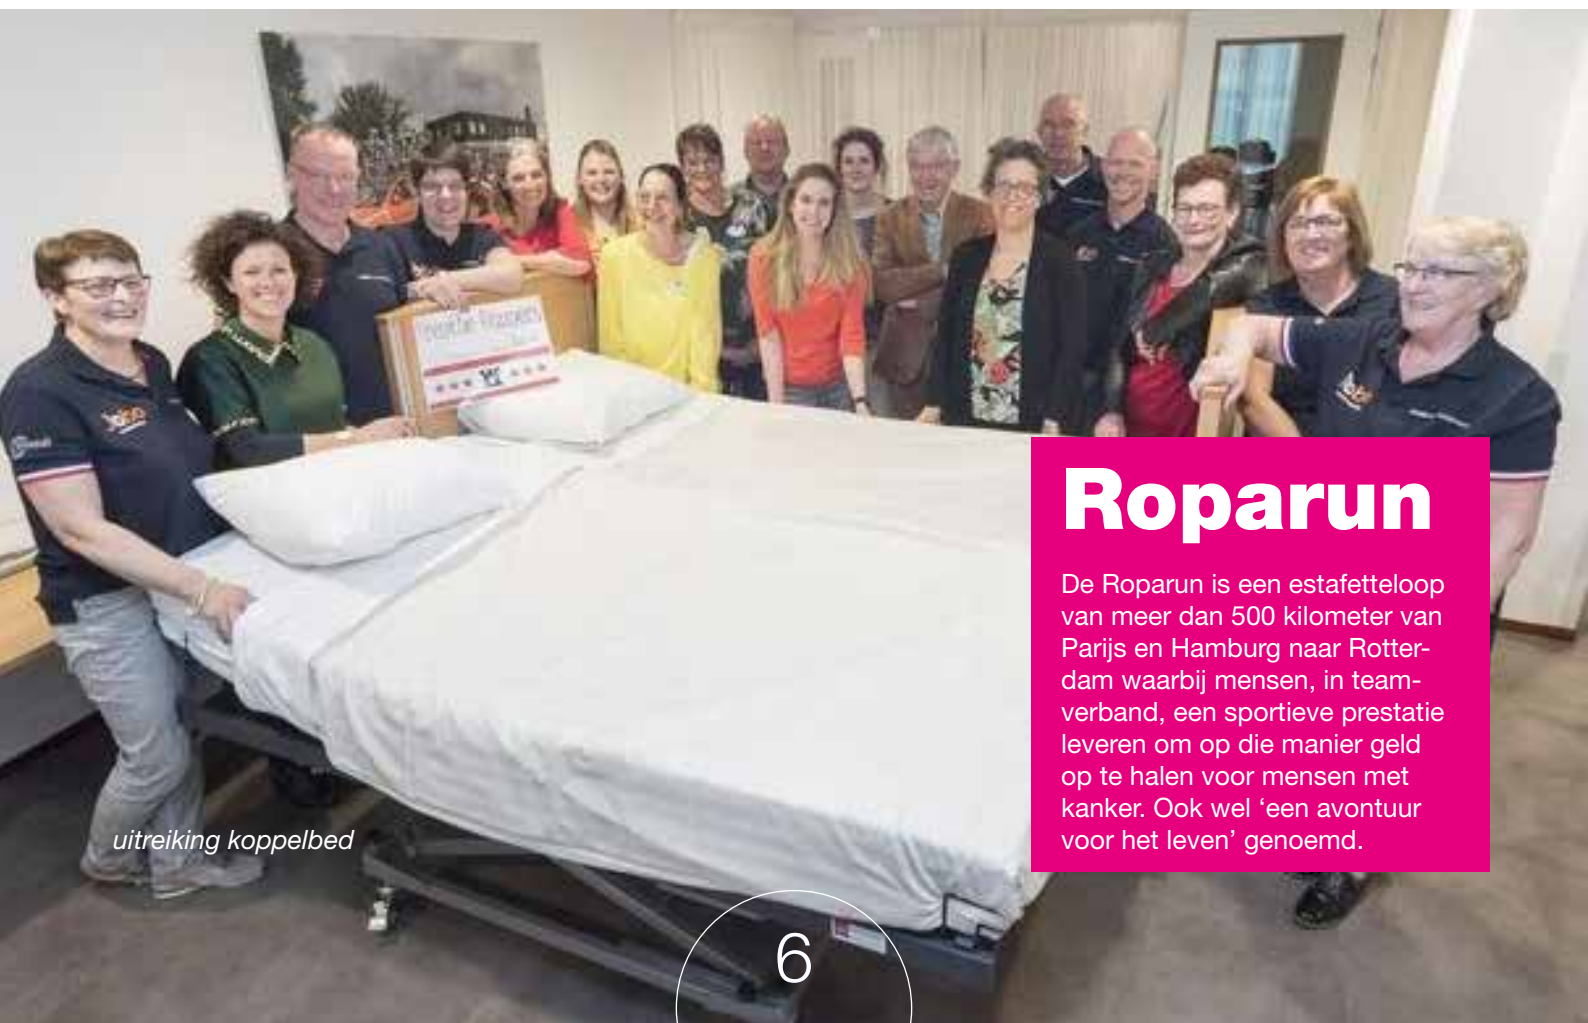 Roparun
De Roparun is een estafetteloop
van meer dan 500 kilometer van
Parijs en Hamburg naar Rotter-
dam waarbij mensen, in team-
verband, een sportieve prestatie
leveren om op die manier geld
op te halen voor mensen met
kanker. Ook wel ‘een avontuur
voor het leven’ genoemd.
uitreiking koppelbed
6